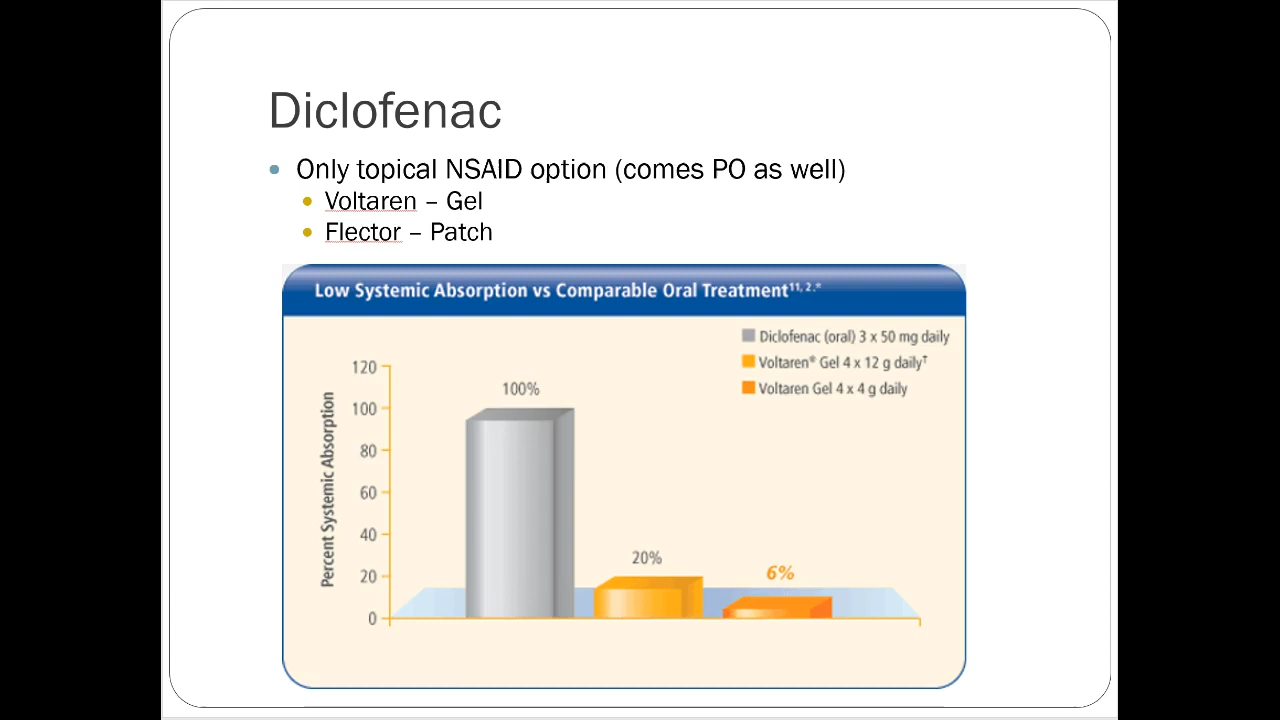 Diclofenac
Only topical NSAID option (comes PO as well)
Voltaren – Gel
Flector – Patch
Low Systemic Absorption vs Comparable Oral Treatment¹¹,²,*
Diclofenac (oral) 3 x 50 mg daily
Voltaren® Gel 4 x 12 g daily†
Voltaren Gel 4 x 4 g daily
Percent Systemic Absorption
120
100
80
60
40
20
0
100%
20%
6%